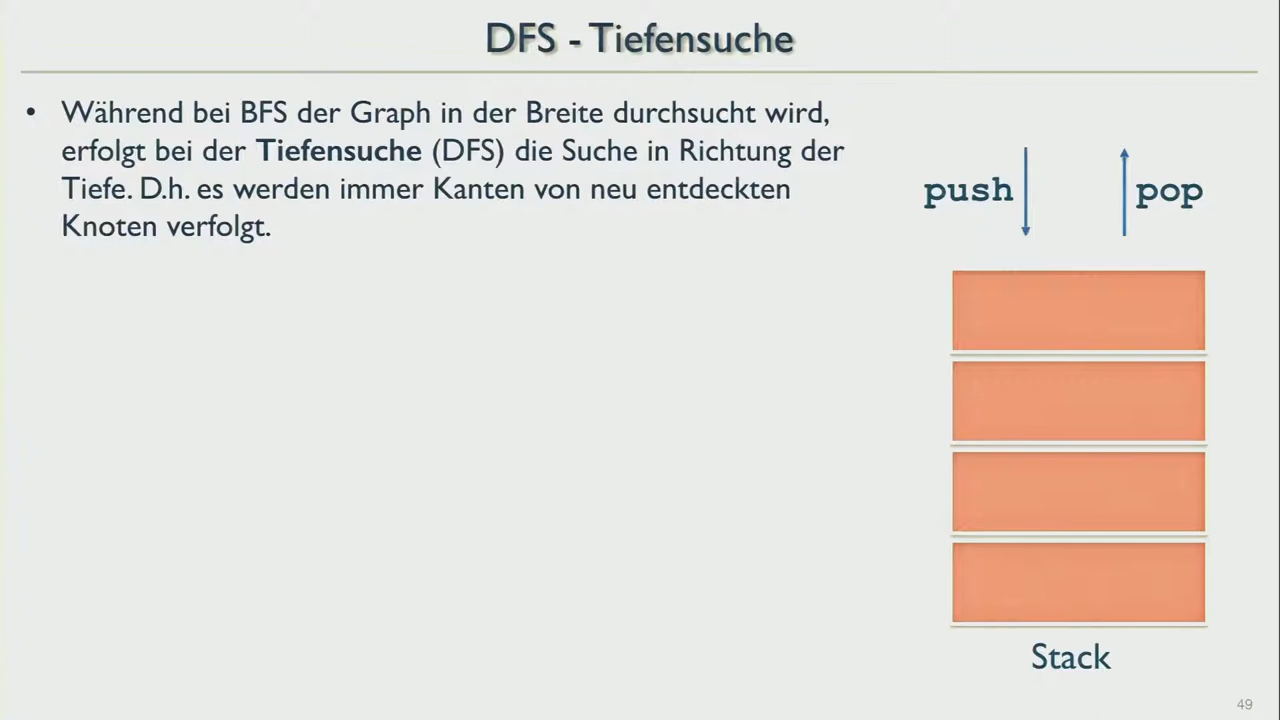 DFS - Tiefensuche
• Während bei BFS der Graph in der Breite durchsucht wird,
erfolgt bei der Tiefensuche (DFS) die Suche in Richtung der
Tiefe. D.h. es werden immer Kanten von neu entdeckten
Knoten verfolgt.
push pop
Stack
49